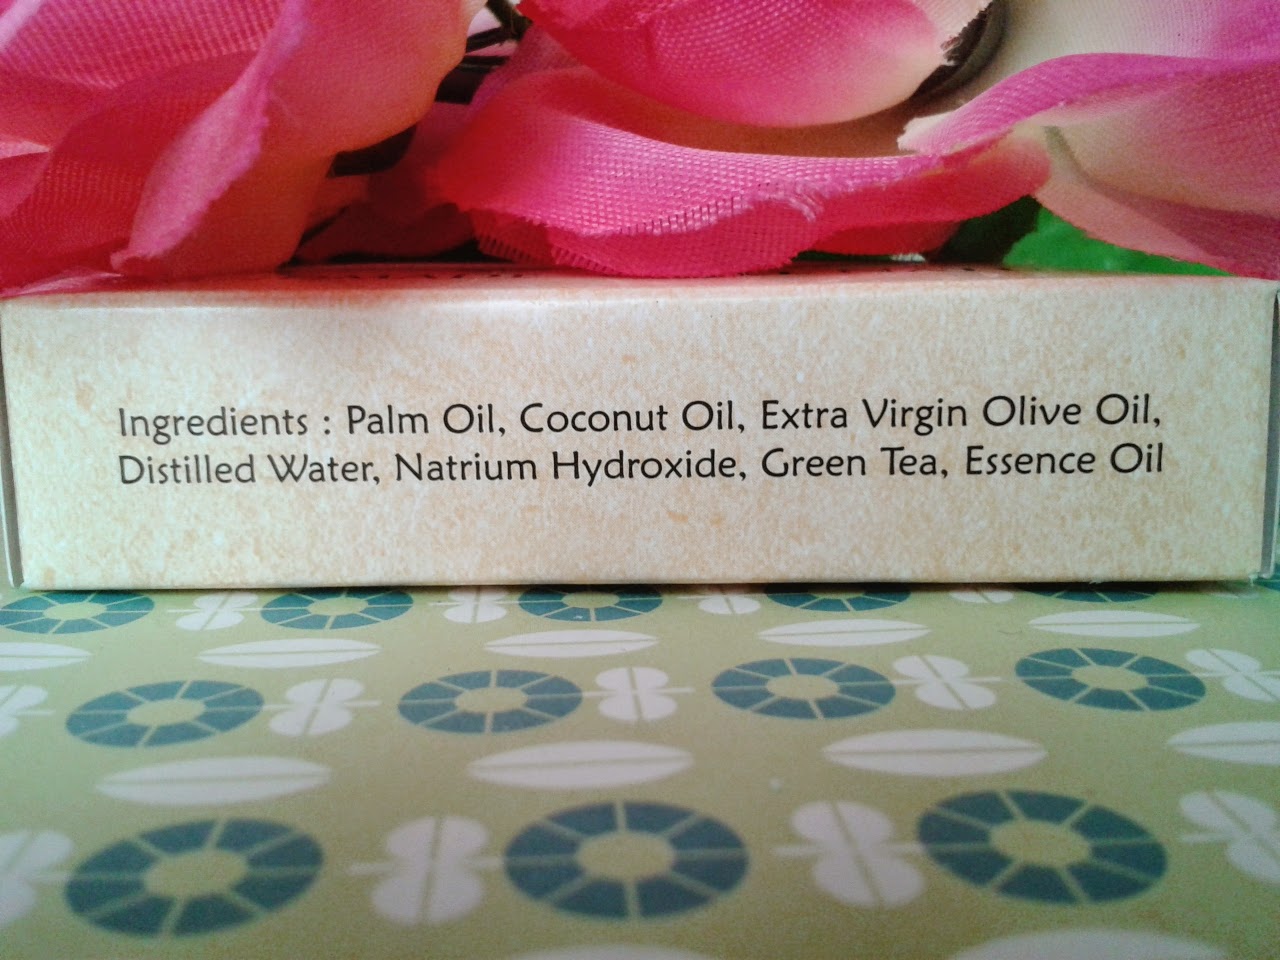 Ingredients : Palm Oil, Coconut Oil, Extra Virgin Olive Oil,
Distilled Water, Natrium Hydroxide, Green Tea, Essence Oil